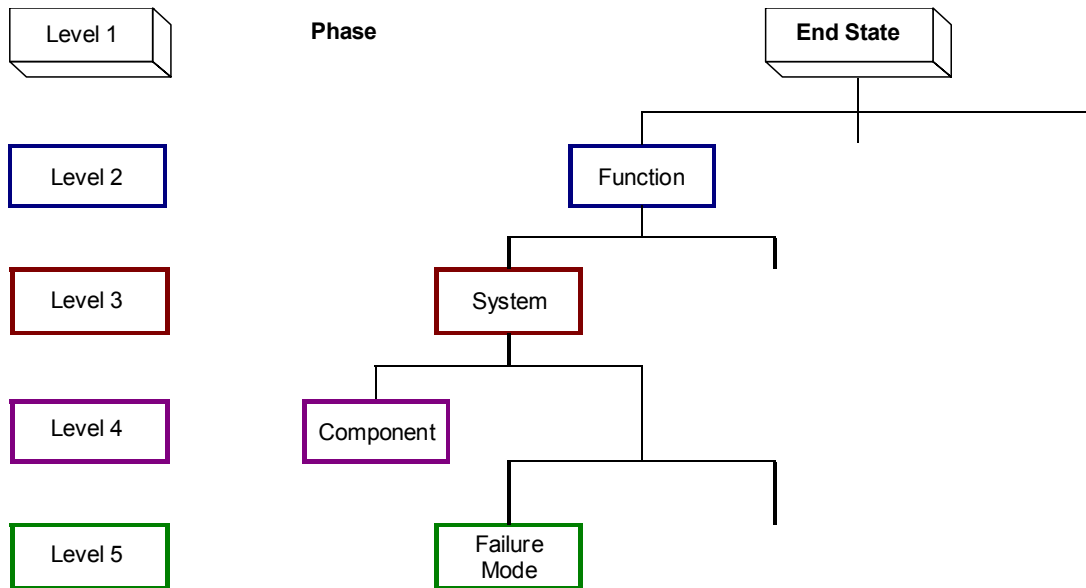 Level 1
Phase
End State
Level 2
Function
Level 3
System
Level 4
Component
Level 5
Failure
Mode